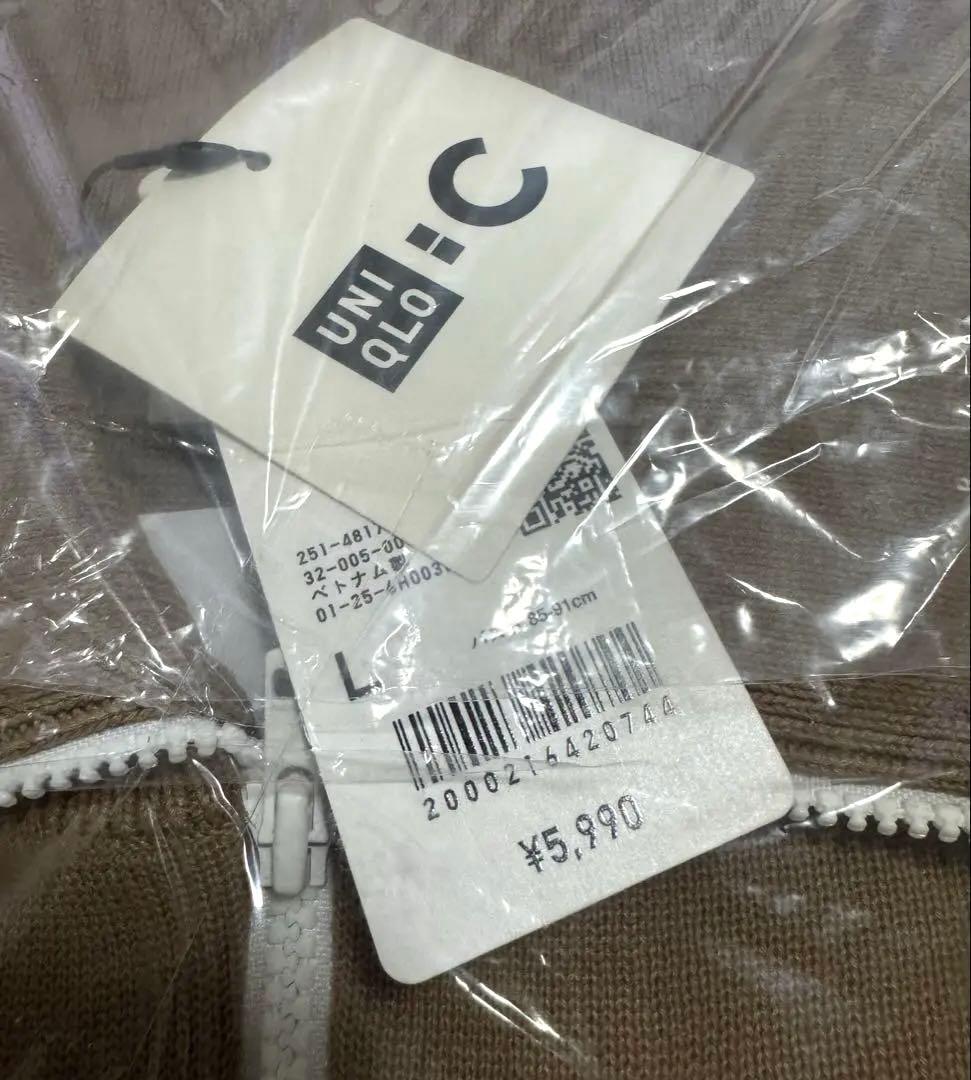 UNI
QLO
: C
251-481
32-005-00
ベトナム製
01-25-
L
85-91cm
2000216420744
¥5,990